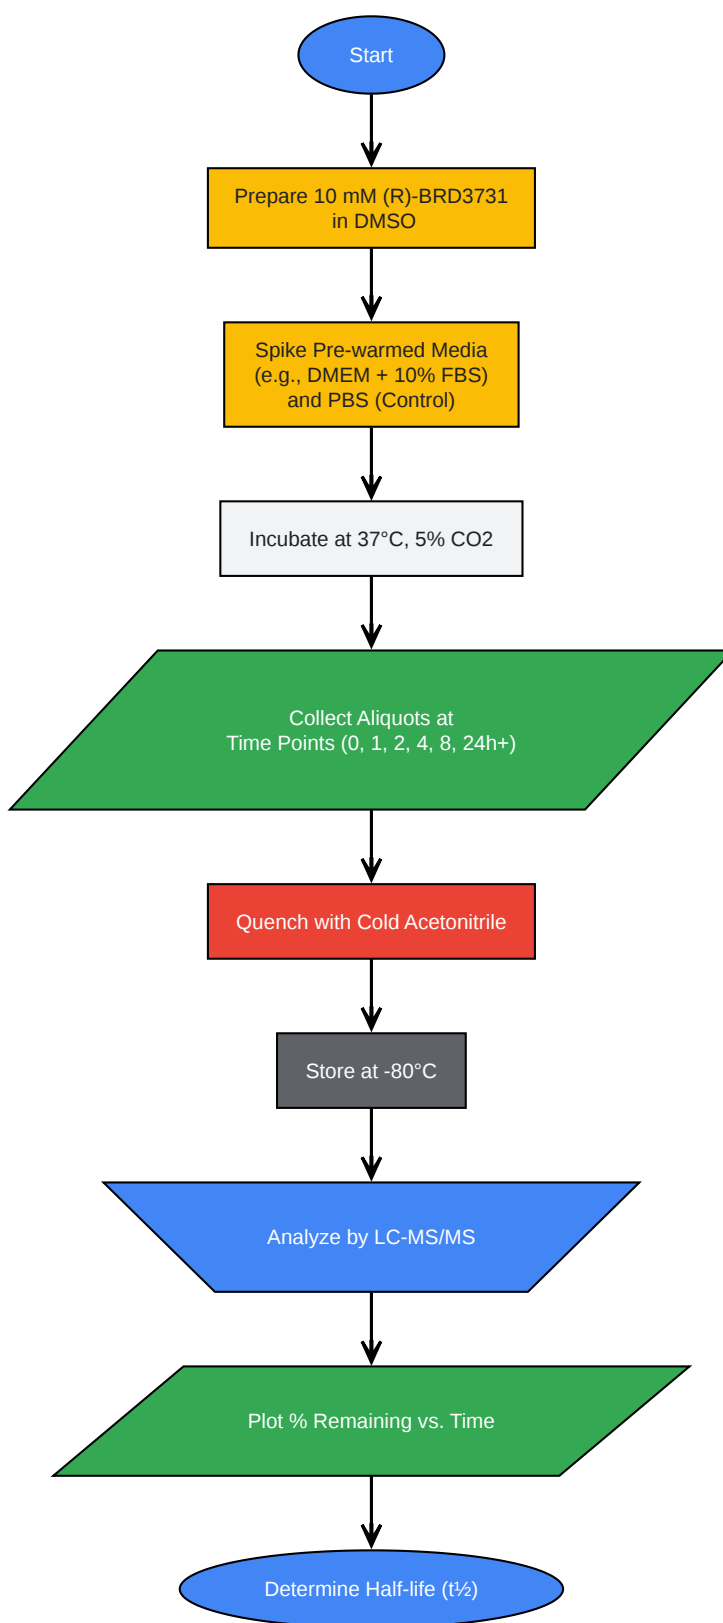 Start
Prepare 10 mM (R)-BRD3731
in DMSO
Spike Pre-warmed Media
(e.g., DMEM + 10% FBS)
and PBS (Control)
Incubate at 37°C, 5% CO2
Collect Aliquots at
Time Points (0, 1, 2, 4, 8, 24h+)
Quench with Cold Acetonitrile
Store at -80°C
Analyze by LC-MS/MS
Plot % Remaining vs. Time
Determine Half-life (t½)